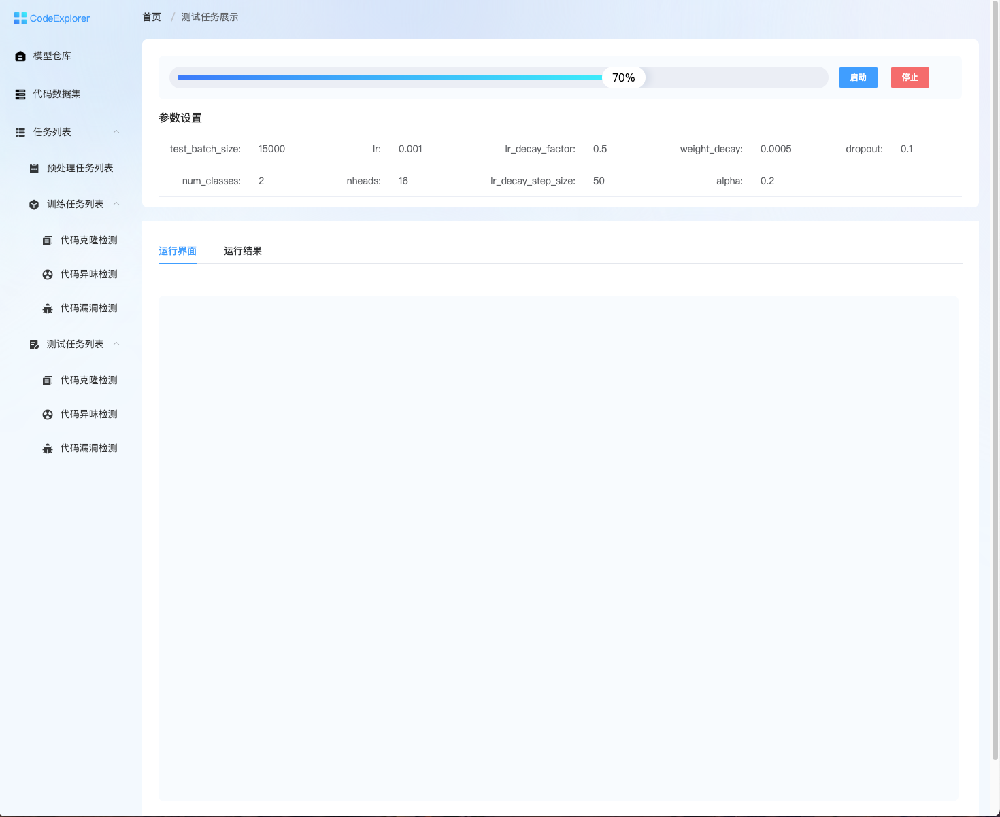 CodeExplorer
模型仓库
代码数据集
任务列表
预处理任务列表
训练任务列表
代码克隆检测
代码异味检测
代码漏洞检测
测试任务列表
代码克隆检测
代码异味检测
代码漏洞检测
首页 / 测试任务展示
70% 启动 停止
参数设置
test_batch_size: 15000 lr: 0.001 lr_decay_factor: 0.5 weight_decay: 0.0005 dropout: 0.1
num_classes: 2 nheads: 16 lr_decay_step_size: 50 alpha: 0.2
运行界面 运行结果